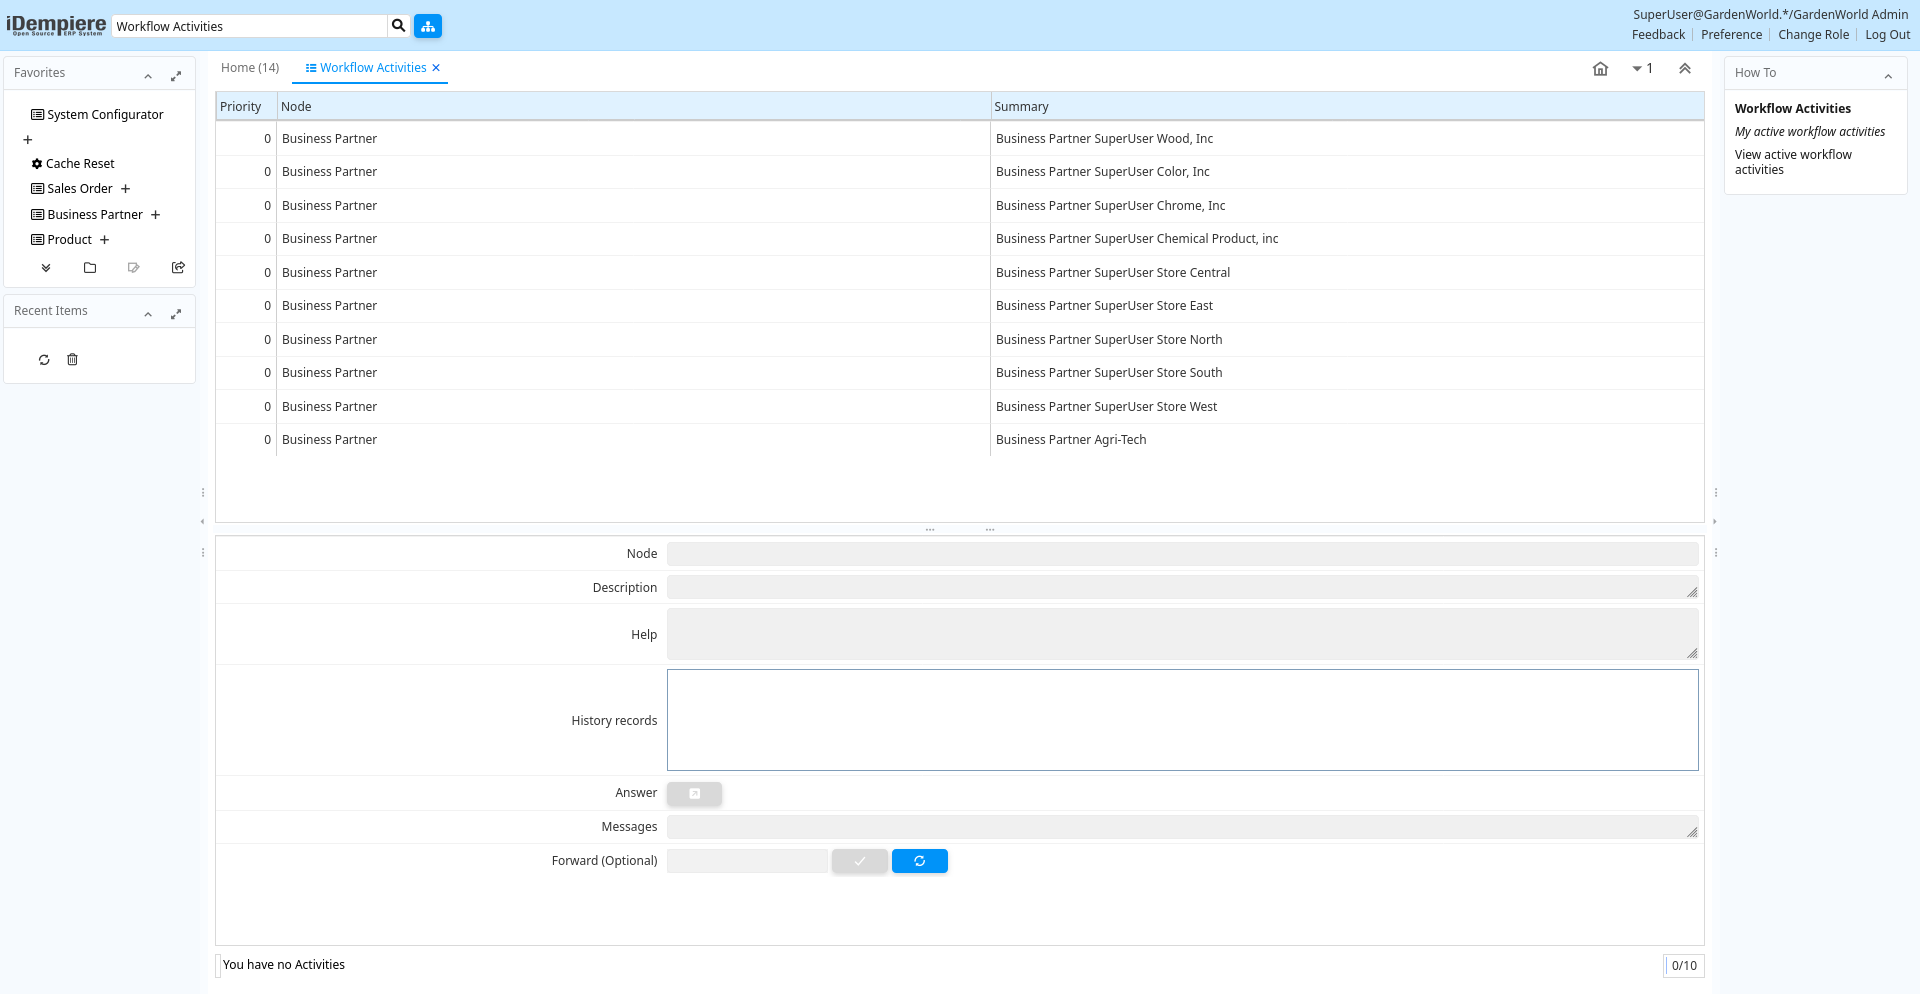 iDempiere
Open Source ERP System
Workflow Activities
SuperUser@GardenWorld.*/GardenWorld Admin
Feedback
Preference
Change Role
Log Out
Favorites
System Configurator
Cache Reset
Sales Order
Business Partner
Product
Recent Items
Home (14)
Workflow Activities
1
Priority Node Summary
0 Business Partner Business Partner SuperUser Wood, Inc
0 Business Partner Business Partner SuperUser Color, Inc
0 Business Partner Business Partner SuperUser Chrome, Inc
0 Business Partner Business Partner SuperUser Chemical Product, inc
0 Business Partner Business Partner SuperUser Store Central
0 Business Partner Business Partner SuperUser Store East
0 Business Partner Business Partner SuperUser Store North
0 Business Partner Business Partner SuperUser Store South
0 Business Partner Business Partner SuperUser Store West
0 Business Partner Business Partner Agri-Tech
Node
Description
Help
History records
Answer
Messages
Forward (Optional)
You have no Activities
0/10
How To
Workflow Activities
My active workflow activities
View active workflow
activities